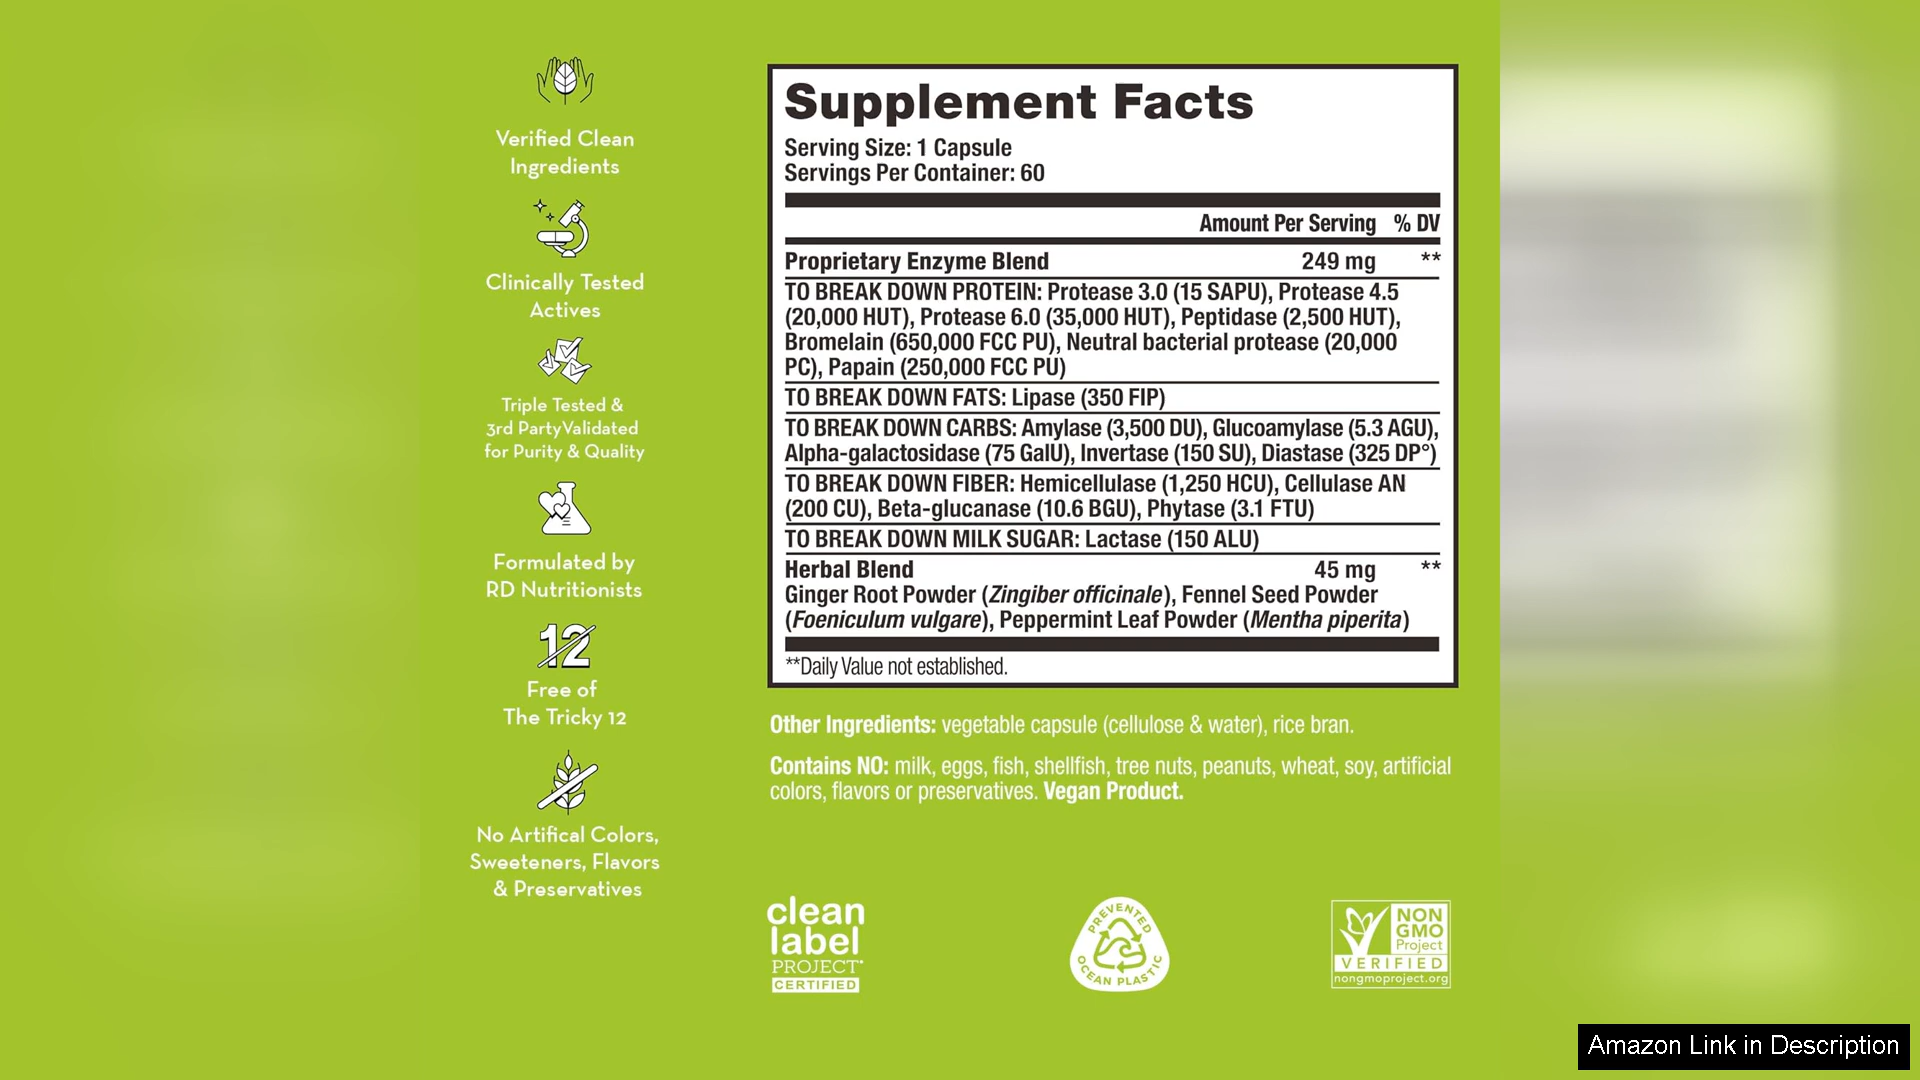 Verified Clean
Ingredients
Clinically Tested
Actives
Triple Tested &
3rd PartyValidated
for Purity & Quality
Formulated by
RD Nutritionists
12
Free of
The Tricky 12
No Artifical Colors,
Sweeteners, Flavors
& Preservatives
Supplement Facts
Serving Size: 1 Capsule
Servings Per Container: 60
Amount Per Serving % DV
Proprietary Enzyme Blend 249 mg **
TO BREAK DOWN PROTEIN: Protease 3.0 (15 SAPU), Protease 4.5
(20,000 HUT), Protease 6.0 (35,000 HUT), Peptidase (2,500 HUT),
Bromelain (650,000 FCC PU), Neutral bacterial protease (20,000
PC), Papain (250,000 FCC PU)
TO BREAK DOWN FATS: Lipase (350 FIP)
TO BREAK DOWN CARBS: Amylase (3,500 DU), Glucoamylase (5.3 AGU),
Alpha-galactosidase (75 GalU), Invertase (150 SU), Diastase (325 DP°)
TO BREAK DOWN FIBER: Hemicellulase (1,250 HCU), Cellulase AN
(200 CU), Beta-glucanase (10.6 BGU), Phytase (3.1 FTU)
TO BREAK DOWN MILK SUGAR: Lactase (150 ALU)
Herbal Blend 45 mg **
Ginger Root Powder (Zingiber officinale), Fennel Seed Powder
(Foeniculum vulgare), Peppermint Leaf Powder (Mentha piperita)
**Daily Value not established.
Other Ingredients: vegetable capsule (cellulose & water), rice bran.
Contains NO: milk, eggs, fish, shellfish, tree nuts, peanuts, wheat, soy, artificial
colors, flavors or preservatives. Vegan Product.
clean
label
PROJECT®
CERTIFIED
PREVENTED
OCEAN PLASTIC
NON
GMO
Project
VERIFIED
nongmoproject.org
Amazon Link in Description